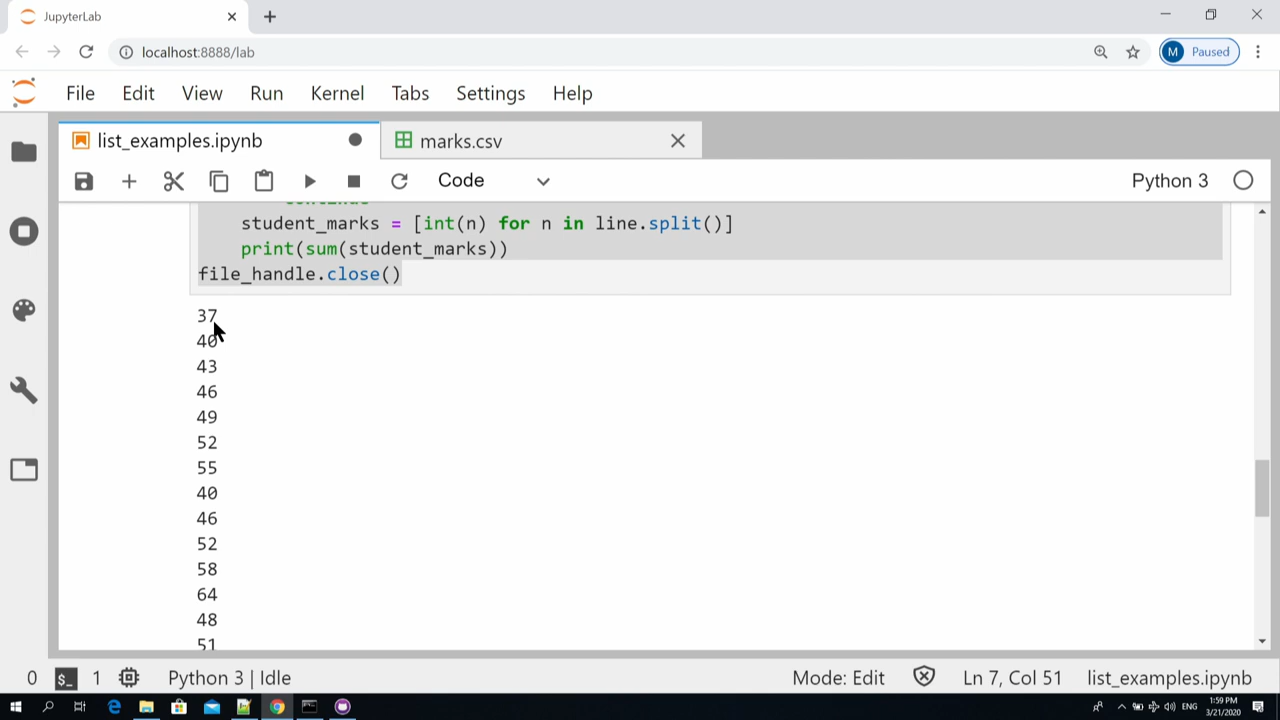 JupyterLab
localhost:8888/lab
M Paused
File Edit View Run Kernel Tabs Settings Help
list_examples.ipynb
marks.csv
Code
Python 3
student_marks = [int(n) for n in line.split()]
print(sum(student_marks))
file_handle.close()
37
40
43
46
49
52
55
40
46
52
58
64
48
51
0 $_ 1 Python 3 | Idle Mode: Edit Ln 7, Col 51 list_examples.ipynb
ENG
1:59 PM
3/21/2020